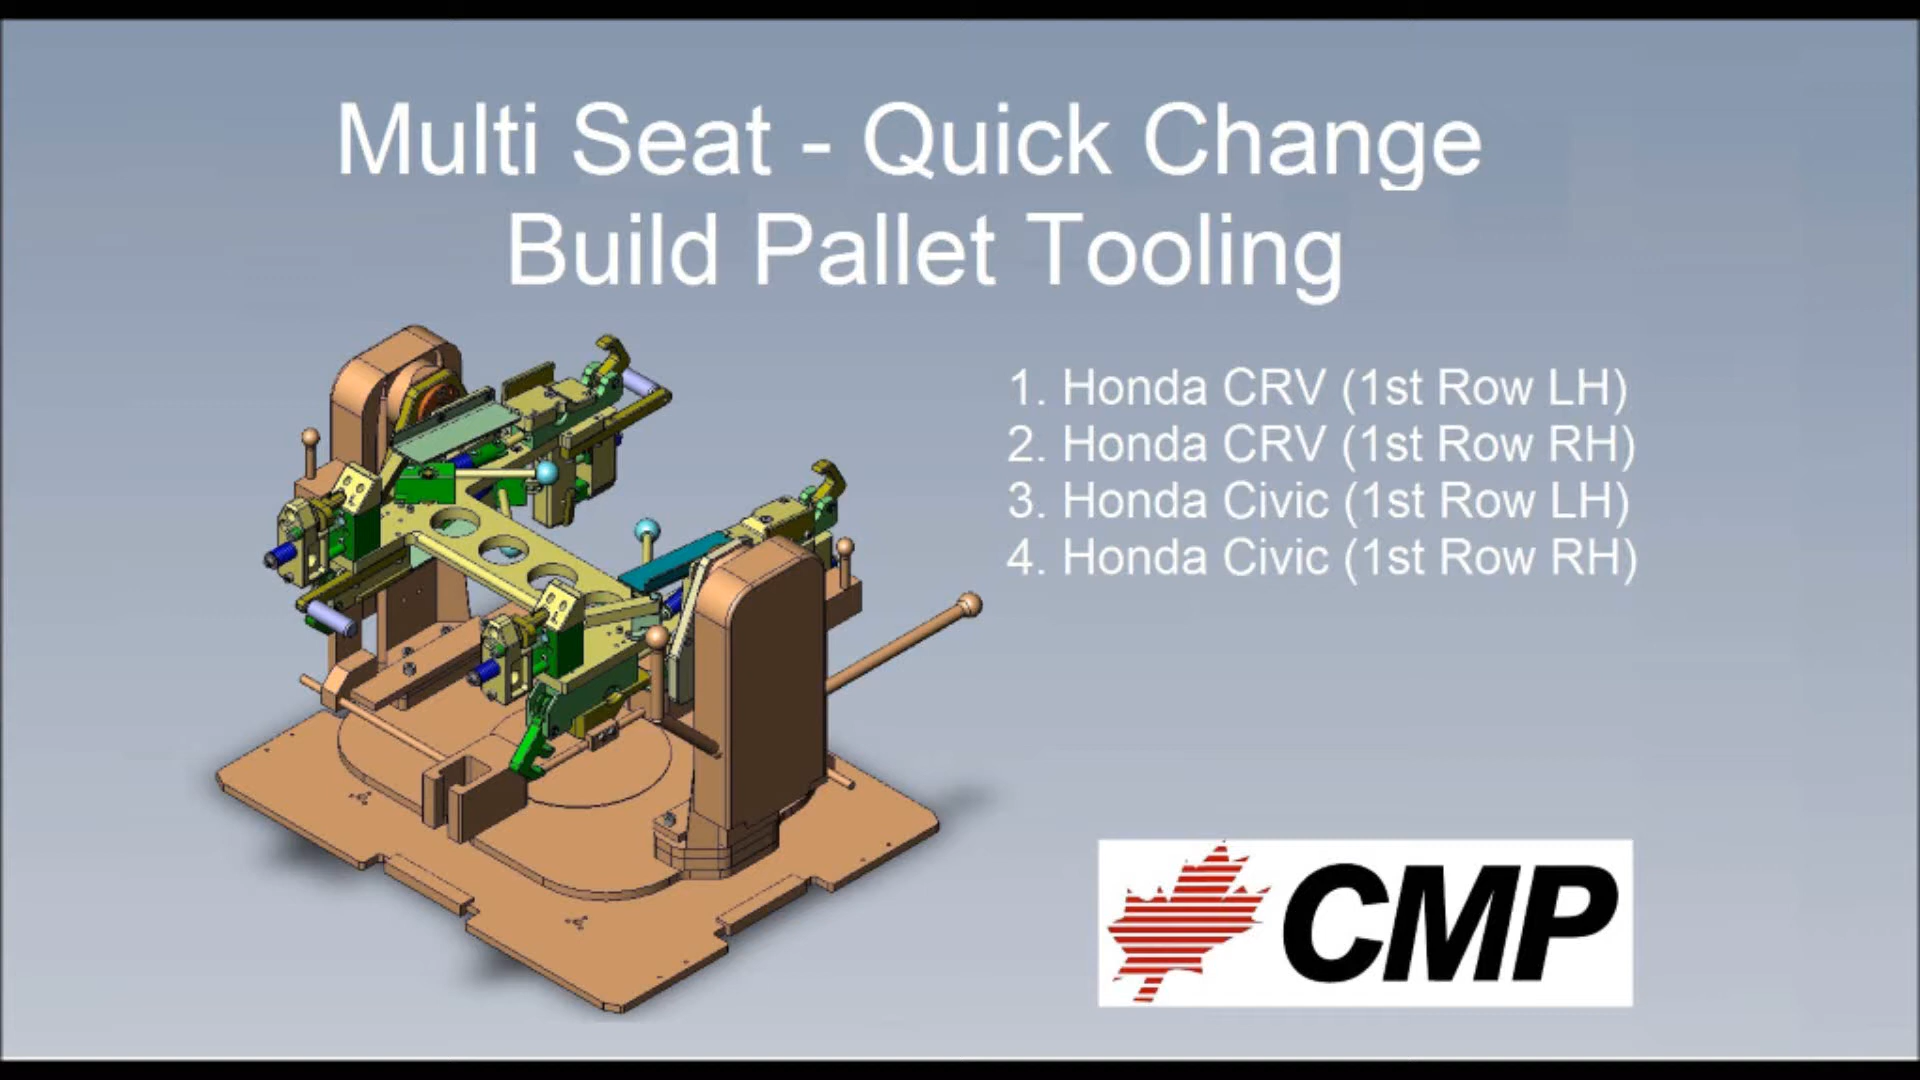 Multi Seat - Quick Change
Build Pallet Tooling
1. Honda CRV (1st Row LH)
2. Honda CRV (1st Row RH)
3. Honda Civic (1st Row LH)
4. Honda Civic (1st Row RH)
CMP